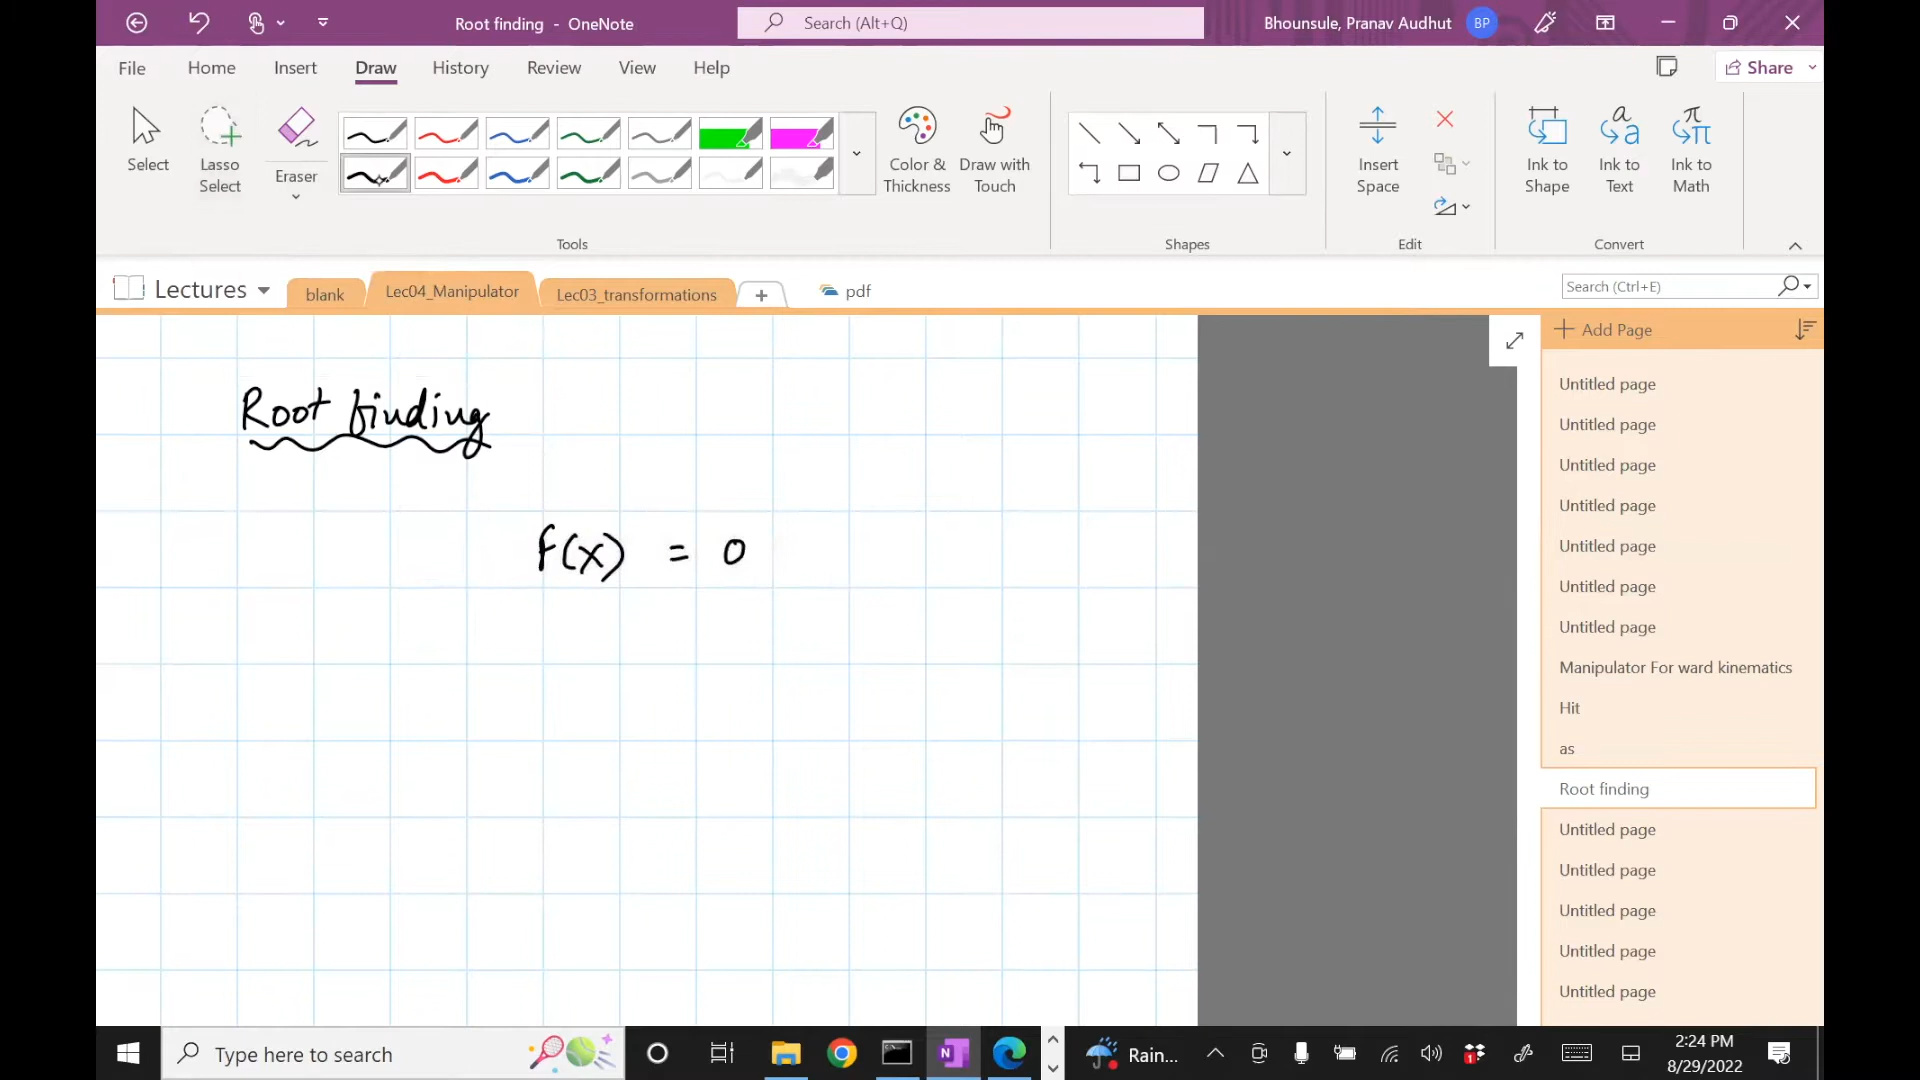 Root finding - OneNote
Search (Alt+Q)
Bhounsule, Pranav Audhut
BP
File Home Insert Draw History Review View Help
Share
Select
Lasso Select
Eraser
Color & Thickness
Draw with Touch
Insert Space
Ink to Shape
Ink to Text
Ink to Math
a
a
π
π
Tools
Shapes
Edit
Convert
Lectures
blank
Lec04_Manipulator
Lec03_transformations
pdf
Search (Ctrl+E)
Add Page
Root finding
f(x) = 0
Untitled page
Untitled page
Untitled page
Untitled page
Untitled page
Untitled page
Untitled page
Manipulator For ward kinematics
Hit
as
Root finding
Untitled page
Untitled page
Untitled page
Untitled page
Untitled page
Type here to search
N
Rain...
1
2:24 PM
8/29/2022